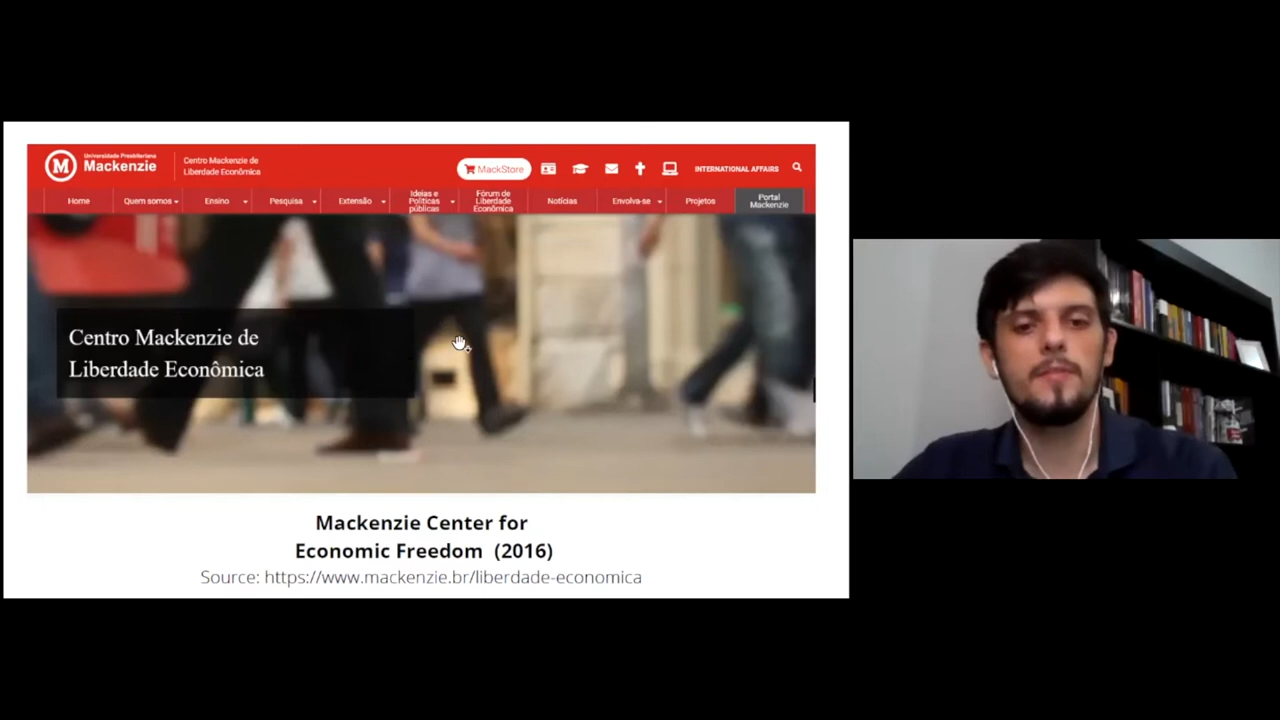 Universidade Presbiteriana
Mackenzie
Centro Mackenzie de
Liberdade Econômica
MackStore
INTERNATIONAL AFFAIRS
Home
Quem somos
Ensino
Pesquisa
Extensão
Ideias e
Políticas
públicas
Fórum de
Liberdade
Econômica
Notícias
Envolva-se
Projetos
Portal
Mackenzie
Centro Mackenzie de
Liberdade Econômica
Mackenzie Center for
Economic Freedom (2016)
Source: https://www.mackenzie.br/liberdade-economica